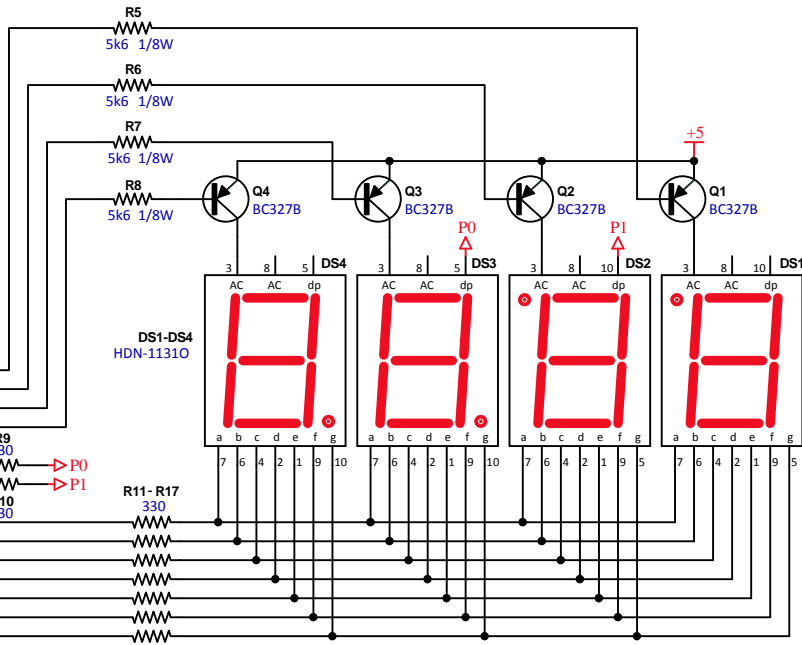 R5
5k6 1/8W
R6
5k6 1/8W
R7
5k6 1/8W
+5
R8
5k6 1/8W
Q4
BC327B
Q3
BC327B
Q2
BC327B
Q1
BC327B
P0
P1
3 8 5 DS4
3 8 5 DS3
3 8 10 DS2
3 8 10 DS1
AC AC dp
AC AC dp
AC AC dp
AC AC dp
DS1-DS4
HDN-1131O
a b c d e f g
a b c d e f g
a b c d e f g
a b c d e f g
7 6 4 2 1 9 10
7 6 4 2 1 9 10
7 6 4 2 1 9 5
7 6 4 2 1 9 5
R9
30
P0
P1
10
30
R11-R17
330